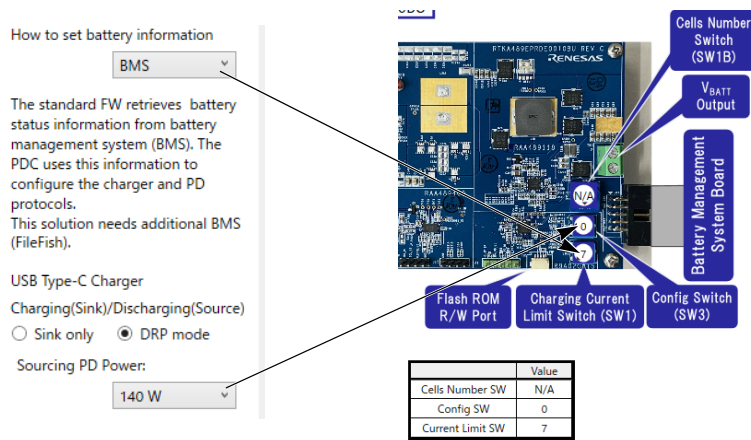 How to set battery information
BMS
The standard FW retrieves battery
status information from battery
management system (BMS). The
PDC uses this information to
configure the charger and PD
protocols.
This solution needs additional BMS
(FileFish).
USB Type-C Charger
Charging(Sink)/Discharging(Source)
Sink only
DRP mode
Sourcing PD Power:
140 W
RTKA489EPRDE0010BU REV C
RENESAS
RAA489118
N/A
0
7
Cells Number
Switch
(SW1B)
VBATT
Output
Battery Management
System Board
Flash ROM
R/W Port
Charging Current
Limit Switch (SW1)
Config Switch
(SW3)
Value
Cells Number SW N/A
Config SW 0
Current Limit SW 7